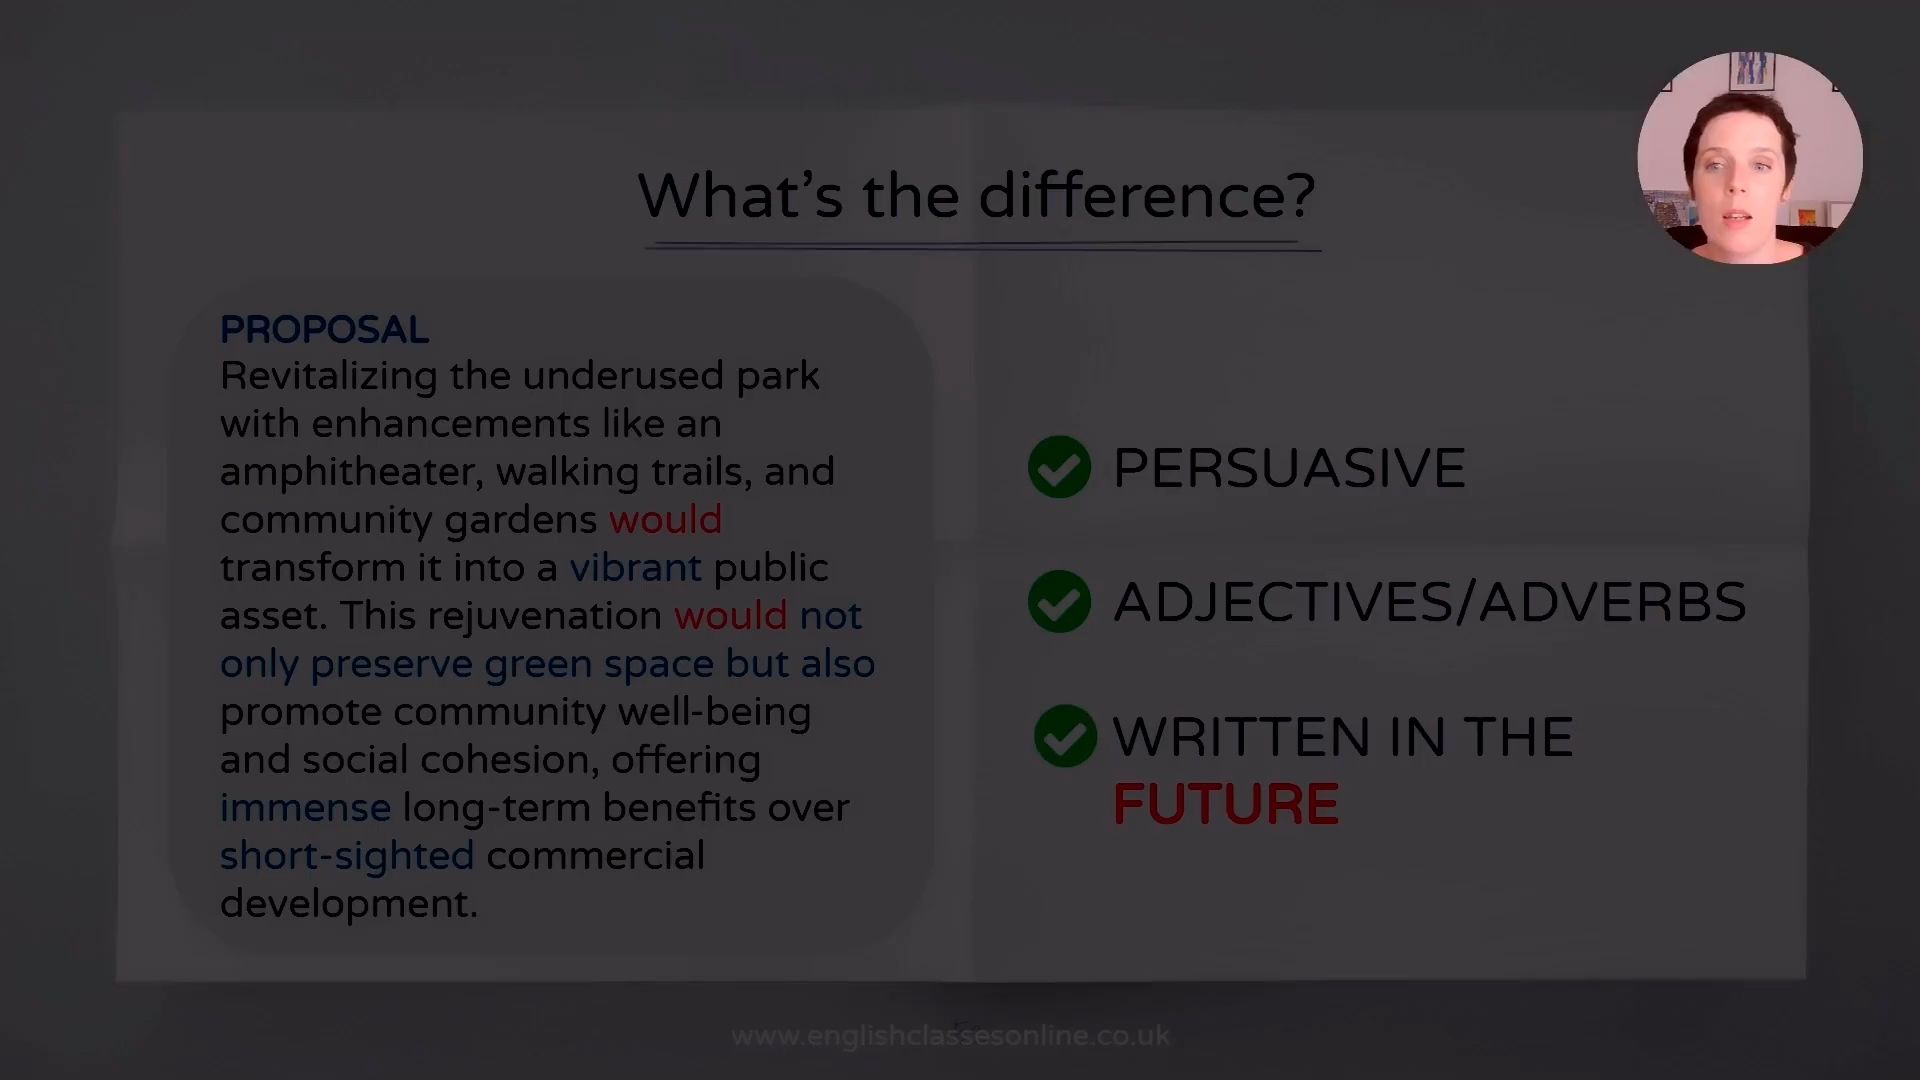 What's the difference?
PROPOSAL
Revitalizing the underused park
with enhancements like an
amphitheater, walking trails, and
community gardens would
transform it into a vibrant public
asset. This rejuvenation would not
only preserve green space but also
promote community well-being
and social cohesion, offering
immense long-term benefits over
short-sighted commercial
development.
PERSUASIVE
ADJECTIVES/ADVERBS
WRITTEN IN THE
FUTURE
www.englishclassesonline.co.uk